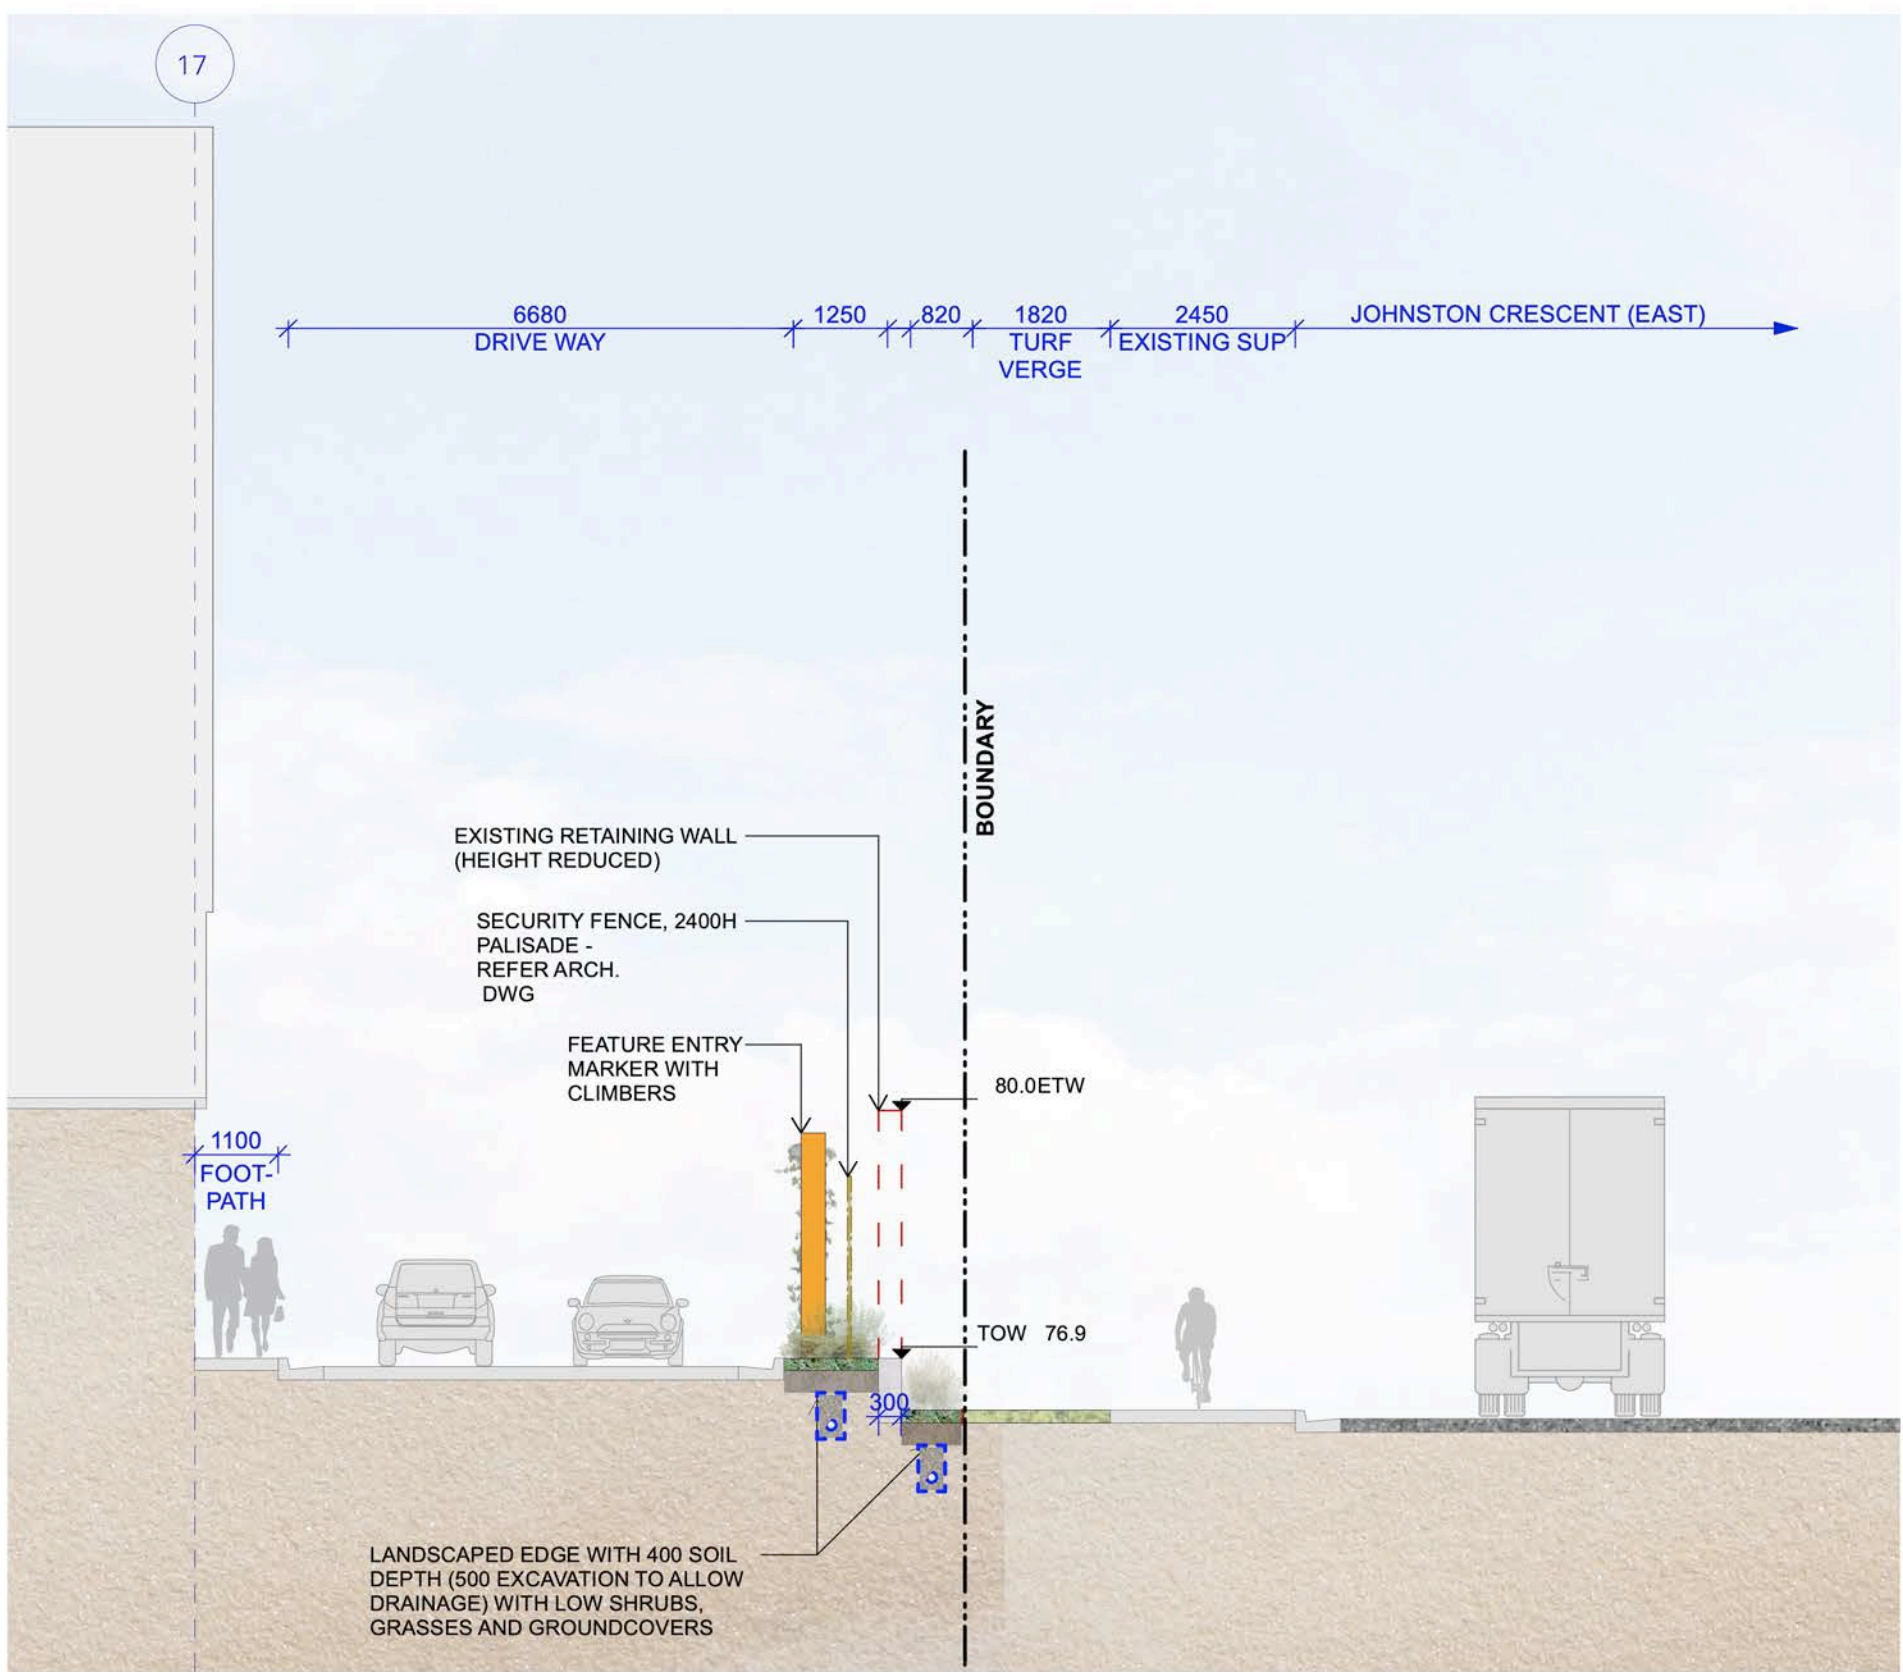 17
6680
1250
820
1820
2450
JOHNSTON CRESCENT (EAST)
DRIVE WAY
TURF
VERGE
EXISTING SUP
BOUNDARY
EXISTING RETAINING WALL
(HEIGHT REDUCED)
SECURITY FENCE, 2400H
PALISADE -
REFER ARCH.
DWG
FEATURE ENTRY
MARKER WITH
CLIMBERS
80.0ETW
1100
FOOT-
PATH
TOW 76.9
300
LANDSCAPED EDGE WITH 400 SOIL
DEPTH (500 EXCAVATION TO ALLOW
DRAINAGE) WITH LOW SHRUBS,
GRASSES AND GROUNDCOVERS